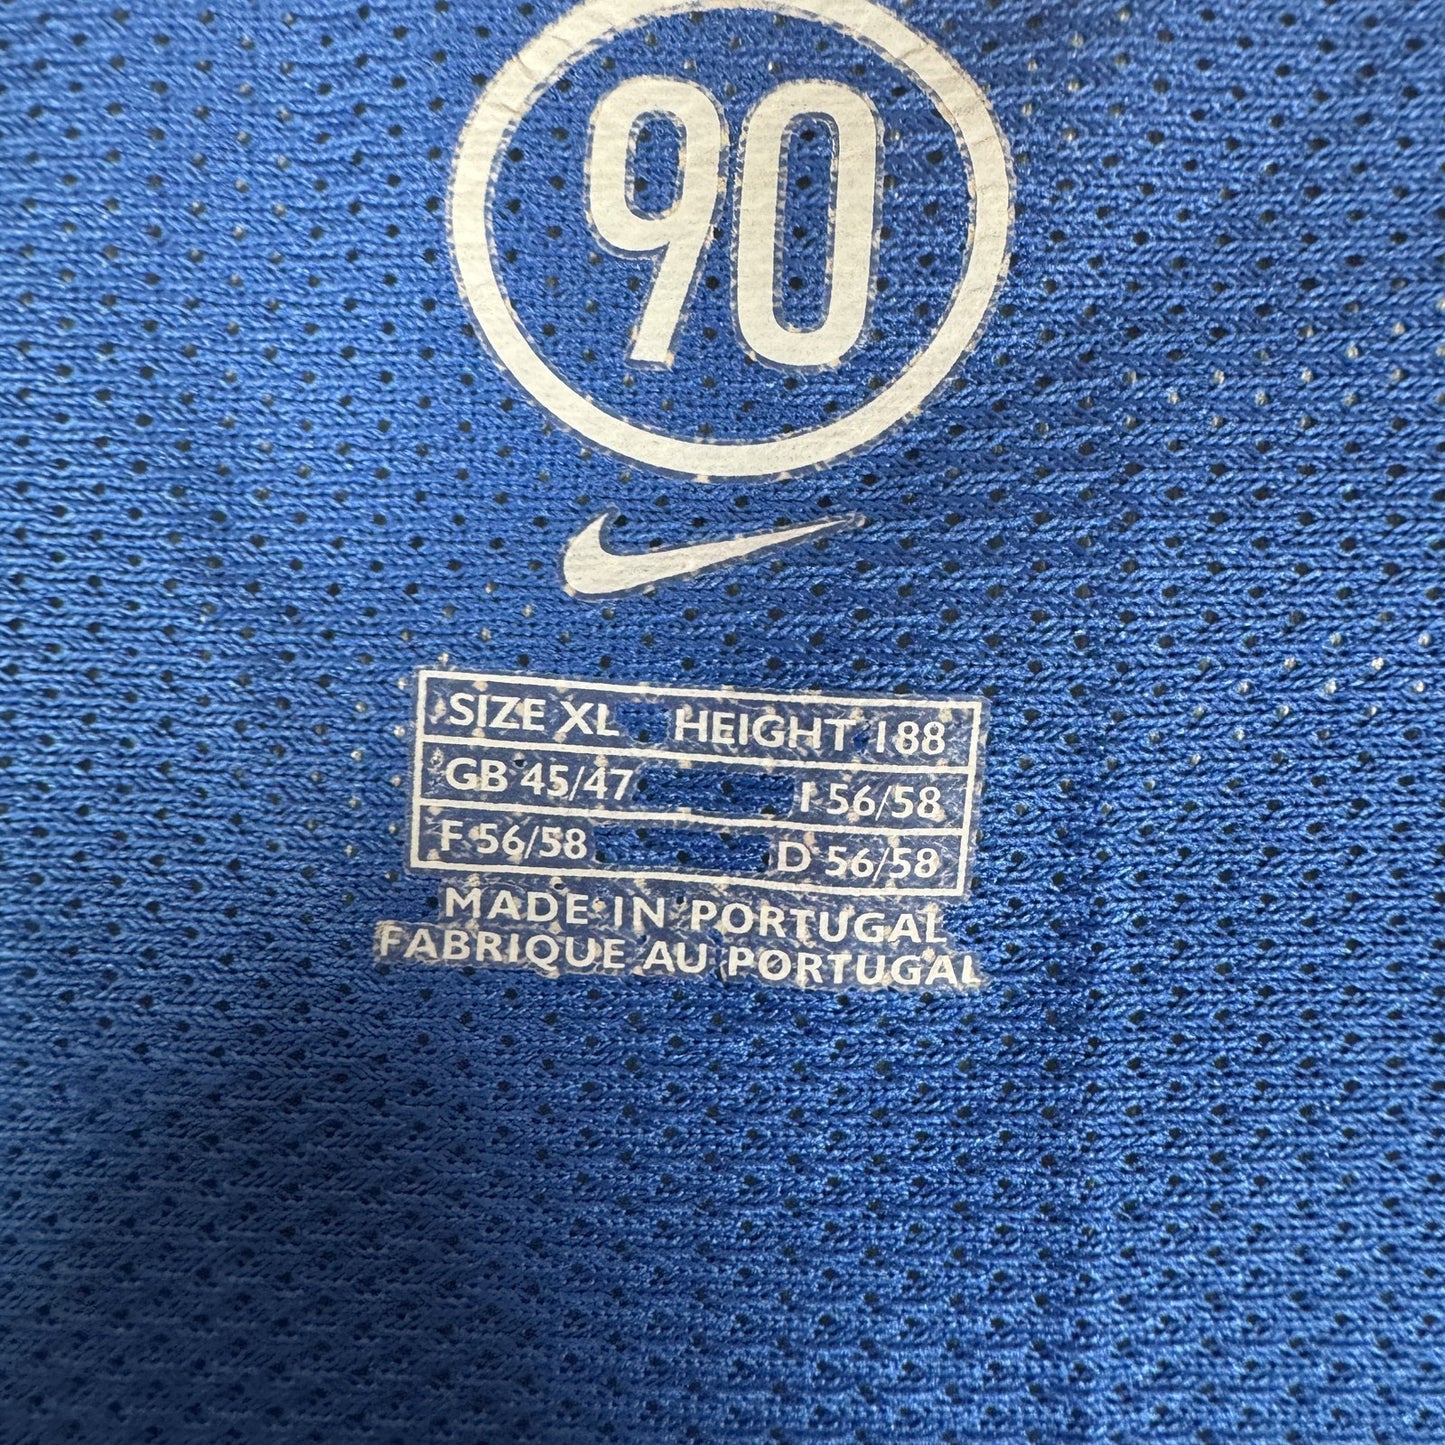 90
SIZE XL HEIGHT 188
GB 45/47 I 56/58
F 56/58 D 56/58
MADE IN PORTUGAL
FABRIQUE AU PORTUGAL